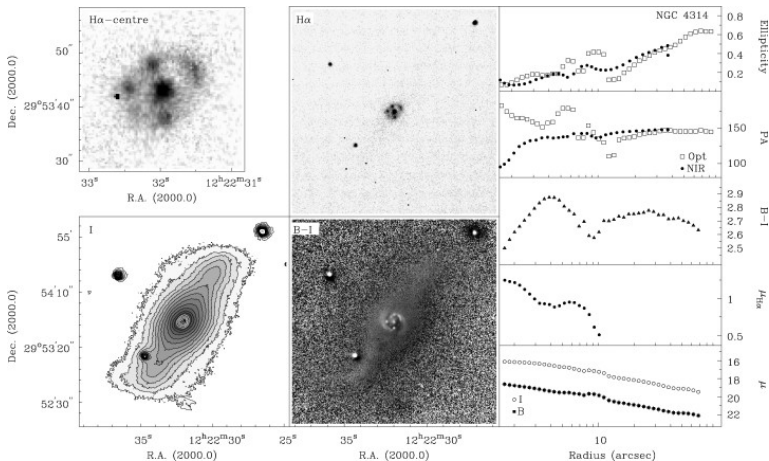 Hα-centre
Dec. (2000.0)
50"
29°53'40"
30"
33ˢ
32ˢ
12ʰ22ᵐ31ˢ
R.A. (2000.0)
Hα
NGC 4314
0.8
0.6
0.4
0.2
Ellipticity
150
100
PA
Opt
NIR
2.9
2.8
2.7
2.6
2.5
B-I
1
0.5
μHα
16
18
20
22
μ
I
B
10
Radius (arcsec)
I
Dec. (2000.0)
55'
54'10"
29°53'20"
52'30"
35ˢ
12ʰ22ᵐ30ˢ
25ˢ
R.A. (2000.0)
B-I
35ˢ
12ʰ22ᵐ30ˢ
R.A. (2000.0)